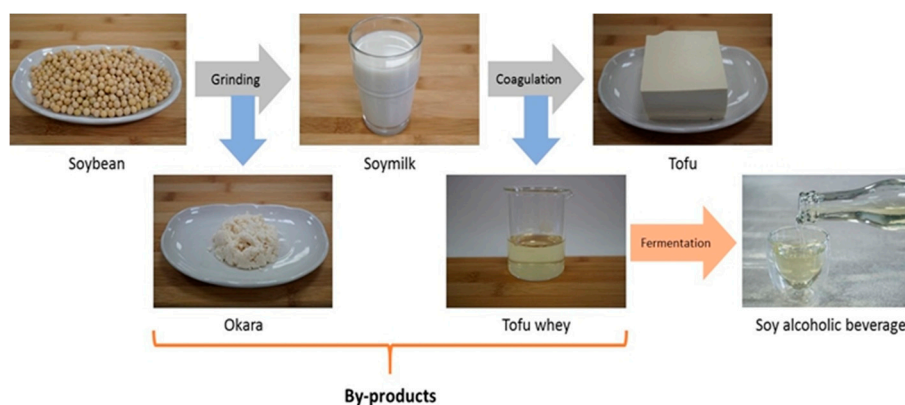 Grinding
Coagulation
Soybean
Soymilk
Tofu
Fermentation
Okara
Tofu whey
Soy alcoholic beverage
By-products